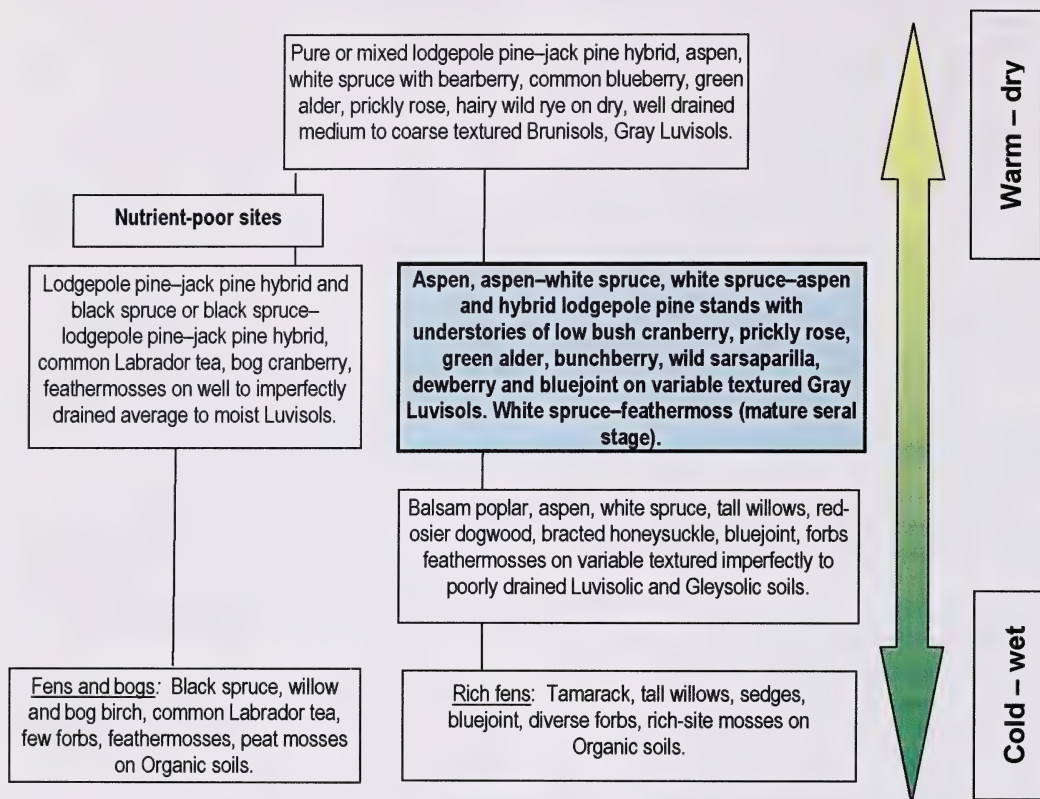 Pure or mixed lodgepole pine–jack pine hybrid, aspen,
white spruce with bearberry, common blueberry, green
alder, prickly rose, hairy wild rye on dry, well drained
medium to coarse textured Brunisols, Gray Luvisols.
Warm – dry
Nutrient-poor sites
Lodgepole pine–jack pine hybrid and
black spruce or black spruce–
lodgepole pine–jack pine hybrid,
common Labrador tea, bog cranberry,
feathermosses on well to imperfectly
drained average to moist Luvisols.
Aspen, aspen–white spruce, white spruce–aspen
and hybrid lodgepole pine stands with
understories of low bush cranberry, prickly rose,
green alder, bunchberry, wild sarsaparilla,
dewberry and bluejoint on variable textured Gray
Luvisols. White spruce–feathermoss (mature seral
stage).
Balsam poplar, aspen, white spruce, tall willows, red-
osier dogwood, bracted honeysuckle, bluejoint, forbs
feathermosses on variable textured imperfectly to
poorly drained Luvisolic and Gleysolic soils.
Fens and bogs: Black spruce, willow
and bog birch, common Labrador tea,
few forbs, feathermosses, peat mosses
on Organic soils.
Rich fens: Tamarack, tall willows, sedges,
bluejoint, diverse forbs, rich-site mosses on
Organic soils.
Cold – wet